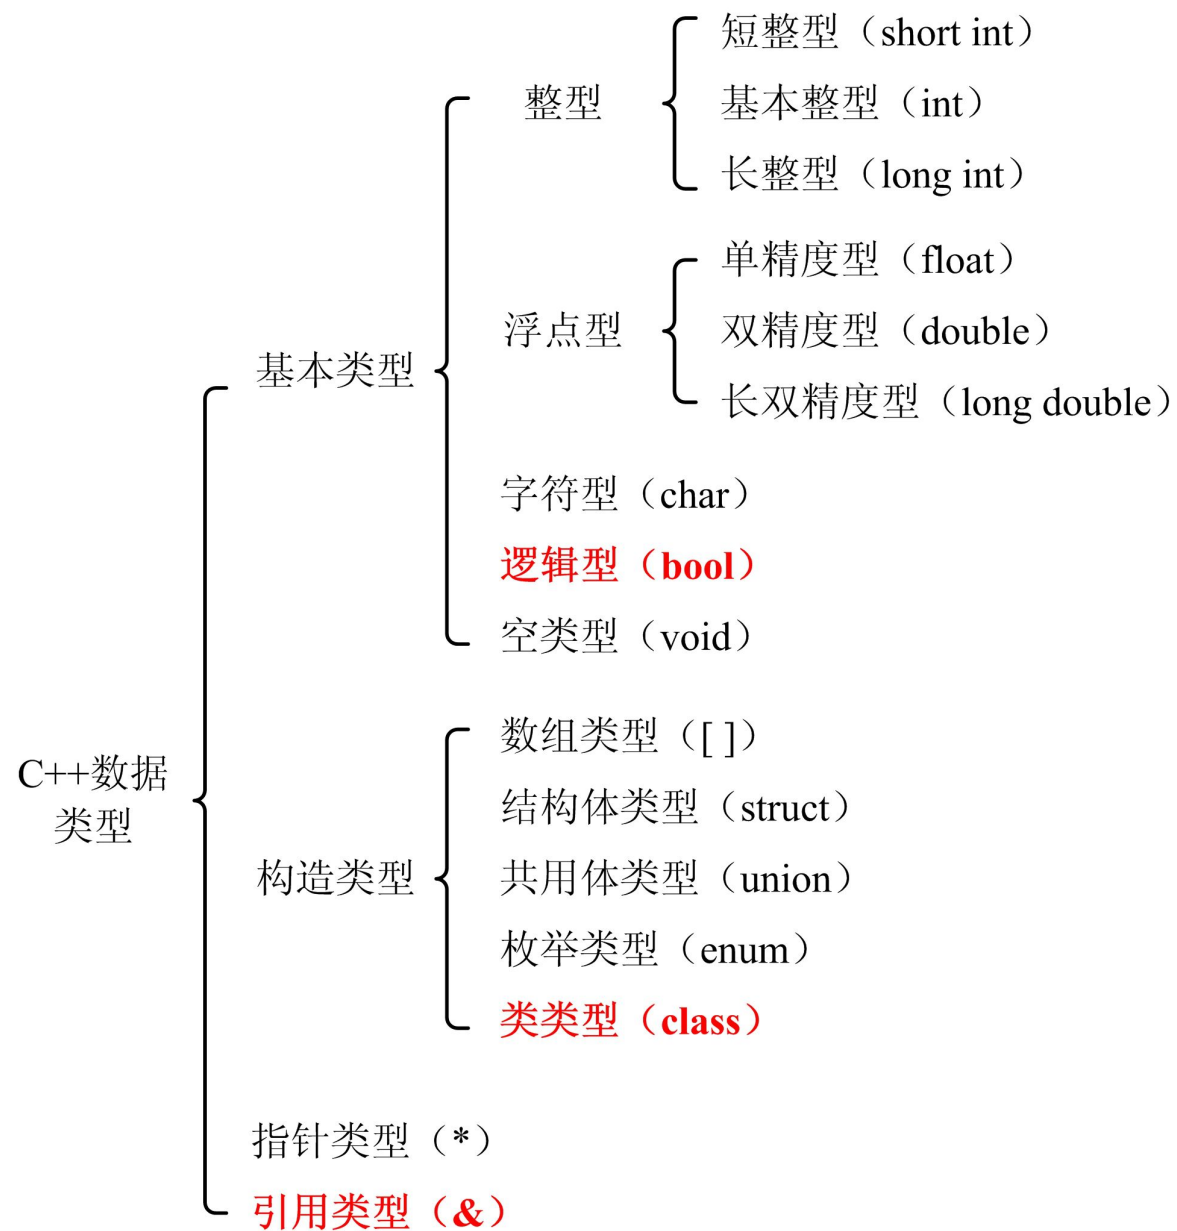 短整型（short int）
整型
基本整型（int）
长整型（long int）
单精度型（float）
浮点型
双精度型（double）
基本类型
长双精度型（long double）
字符型（char）
逻辑型（bool）
空类型（void）
数组类型（[ ]）
C++数据
类型
结构体类型（struct）
构造类型
共用体类型（union）
枚举类型（enum）
类类型（class）
指针类型（*）
引用类型（&）